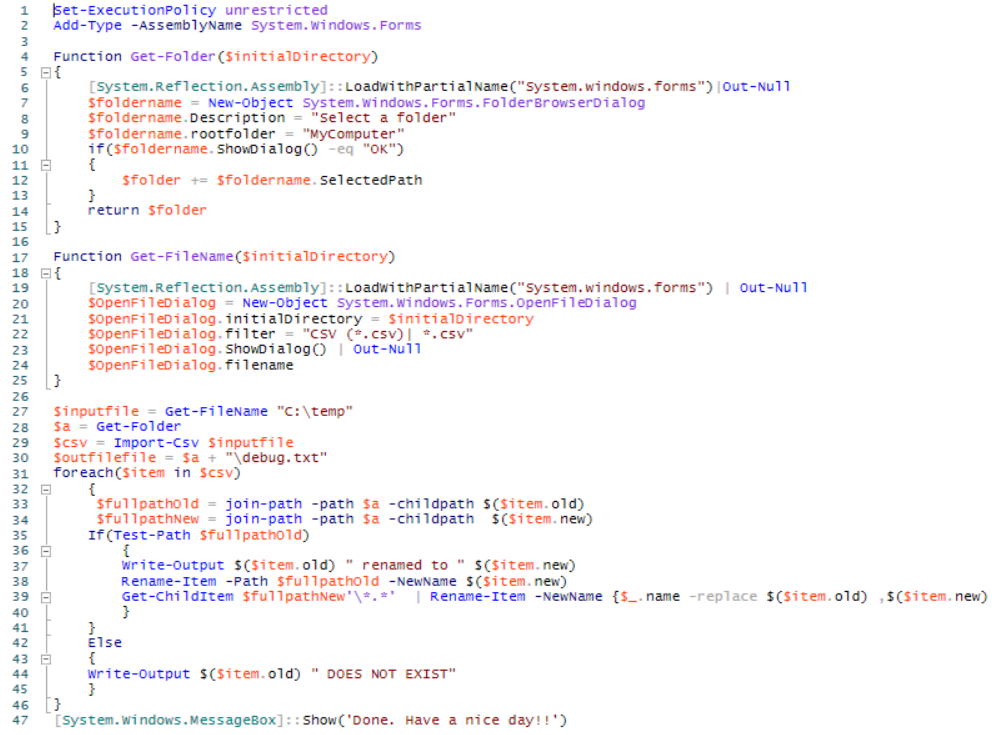 1 Set-ExecutionPolicy unrestricted
2 Add-Type -AssemblyName System.Windows.Forms
3
4 Function Get-Folder($initialDirectory)
5 {
6     [System.Reflection.Assembly]::LoadWithPartialName("System.windows.forms")|Out-Null
7     $foldername = New-Object System.Windows.Forms.FolderBrowserDialog
8     $foldername.Description = "Select a folder"
9     $foldername.rootfolder = "MyComputer"
10     if($foldername.ShowDialog() -eq "OK")
11     {
12         $folder += $foldername.SelectedPath
13     }
14     return $folder
15 }
16
17 Function Get-FileName($initialDirectory)
18 {
19     [System.Reflection.Assembly]::LoadWithPartialName("System.windows.forms") | Out-Null
20     $OpenFileDialog = New-Object System.Windows.Forms.OpenFileDialog
21     $OpenFileDialog.initialDirectory = $initialDirectory
22     $OpenFileDialog.filter = "CSV (*.csv)| *.csv"
23     $OpenFileDialog.ShowDialog() | Out-Null
24     $OpenFileDialog.filename
25 }
26
27 $inputfile = Get-FileName "C:\temp"
28 $a = Get-Folder
29 $csv = Import-Csv $inputfile
30 $outfilefile = $a + "\debug.txt"
31 foreach($item in $csv)
32     {
33      $fullpathOld = join-path -path $a -childpath $($item.old)
34      $fullpathNew = join-path -path $a -childpath  $($item.new)
35     If(Test-Path $fullpathOld)
36         {
37         Write-Output $($item.old) " renamed to " $($item.new)
38         Rename-Item -Path $fullpathOld -NewName $($item.new)
39         Get-ChildItem $fullpathNew'\*.*'  | Rename-Item -NewName {$_.name -replace $($item.old) ,$($item.new)
40         }
41     }
42     Else
43     {
44     Write-Output $($item.old) " DOES NOT EXIST"
45     }
46 }
47 [System.Windows.MessageBox]::Show('Done. Have a nice day!!')